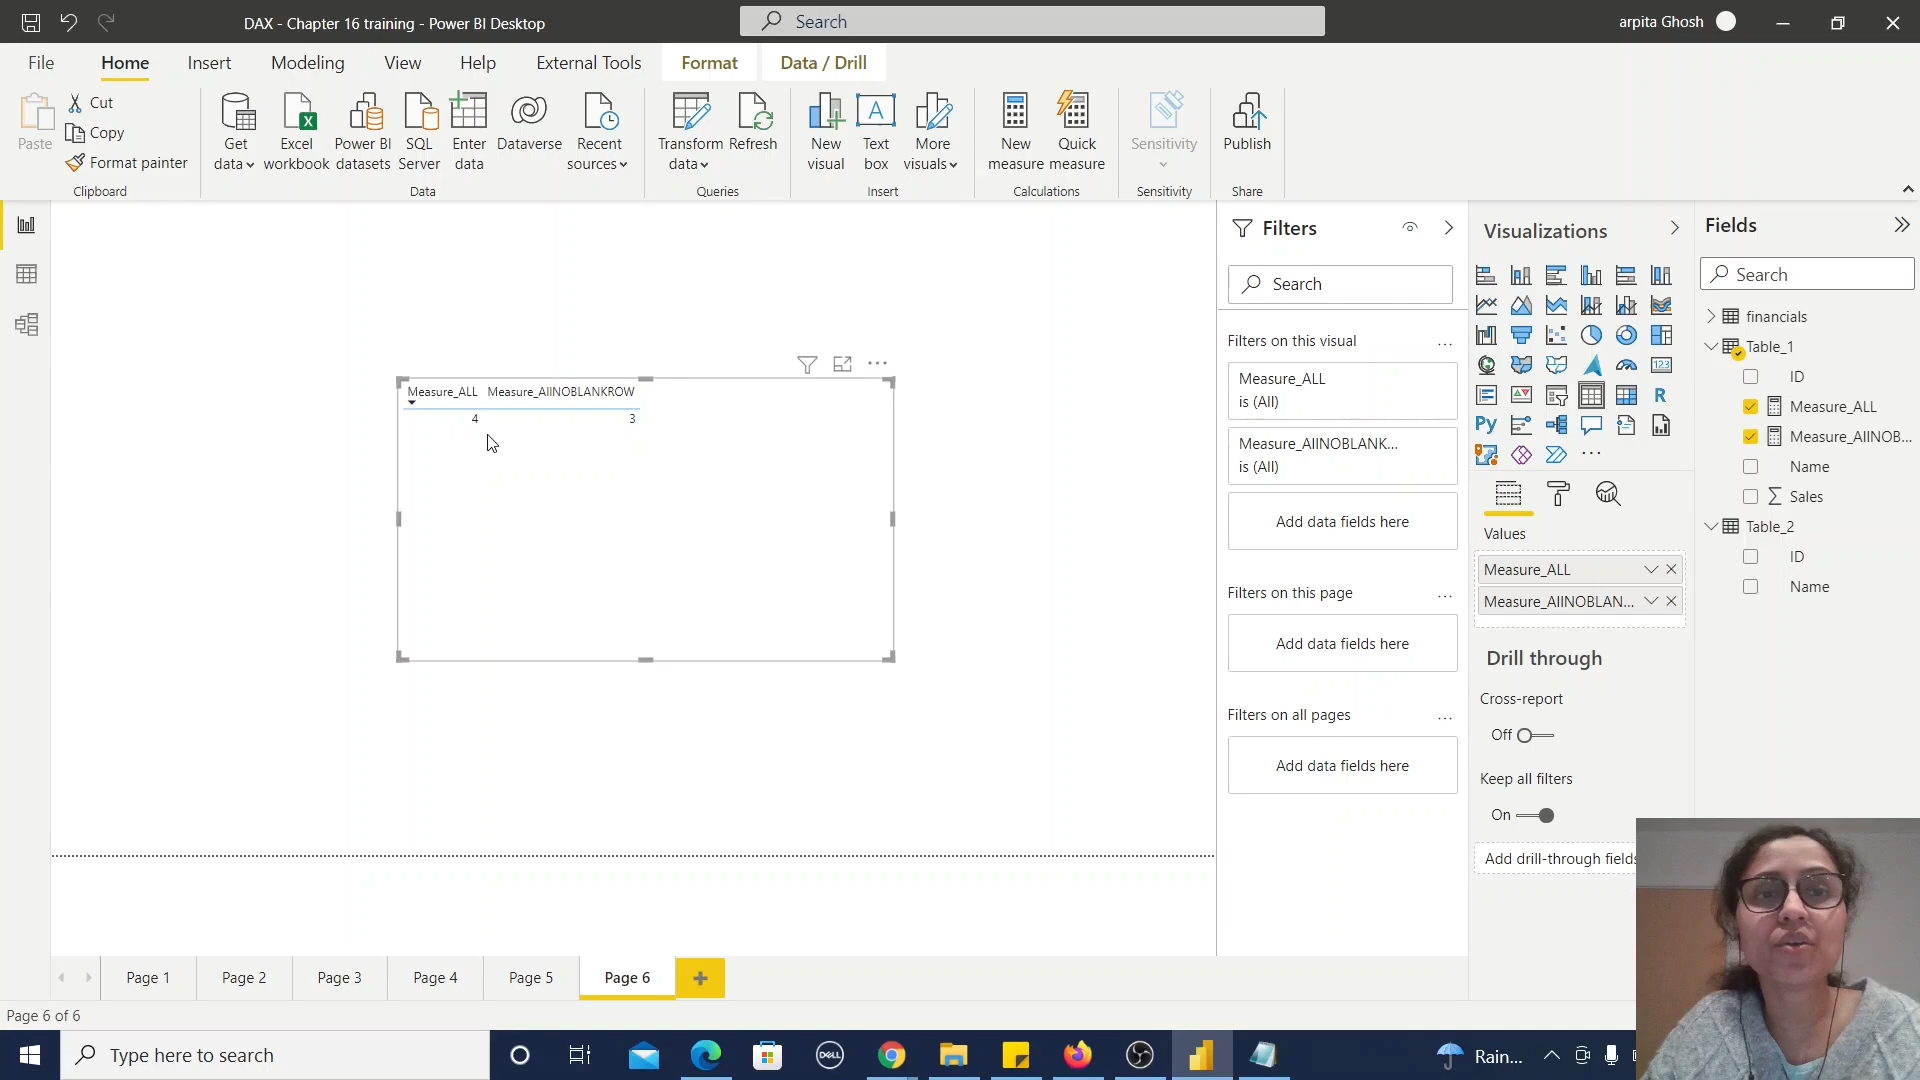 DAX - Chapter 16 training - Power BI Desktop
Search
arpita Ghosh
File
Home
Insert
Modeling
View
Help
External Tools
Format
Data / Drill
Paste
Cut
Copy
Format painter
Clipboard
Get data
Excel workbook
Power BI datasets
SQL Server
Enter data
Dataverse
Recent sources
Data
Transform data
Refresh
Queries
New visual
Text box
More visuals
Insert
New measure
Quick measure
Calculations
Sensitivity
Sensitivity
Publish
Share
Measure_ALL Measure_AllNOBLANKROW
4 3
Filters
Search
Filters on this visual
Measure_ALL
is (All)
Measure_AllNOBLANK...
is (All)
Add data fields here
Filters on this page
Add data fields here
Filters on all pages
Add data fields here
Visualizations
123
R
Py
Values
Measure_ALL
Measure_AllNOBLAN...
Drill through
Cross-report
Off
Keep all filters
On
Add drill-through fields
Fields
Search
financials
Table_1
ID
Measure_ALL
Measure_AllNOB...
Name
Sales
Table_2
ID
Name
Page 1
Page 2
Page 3
Page 4
Page 5
Page 6
Page 6 of 6
Type here to search
DELL
Rain...